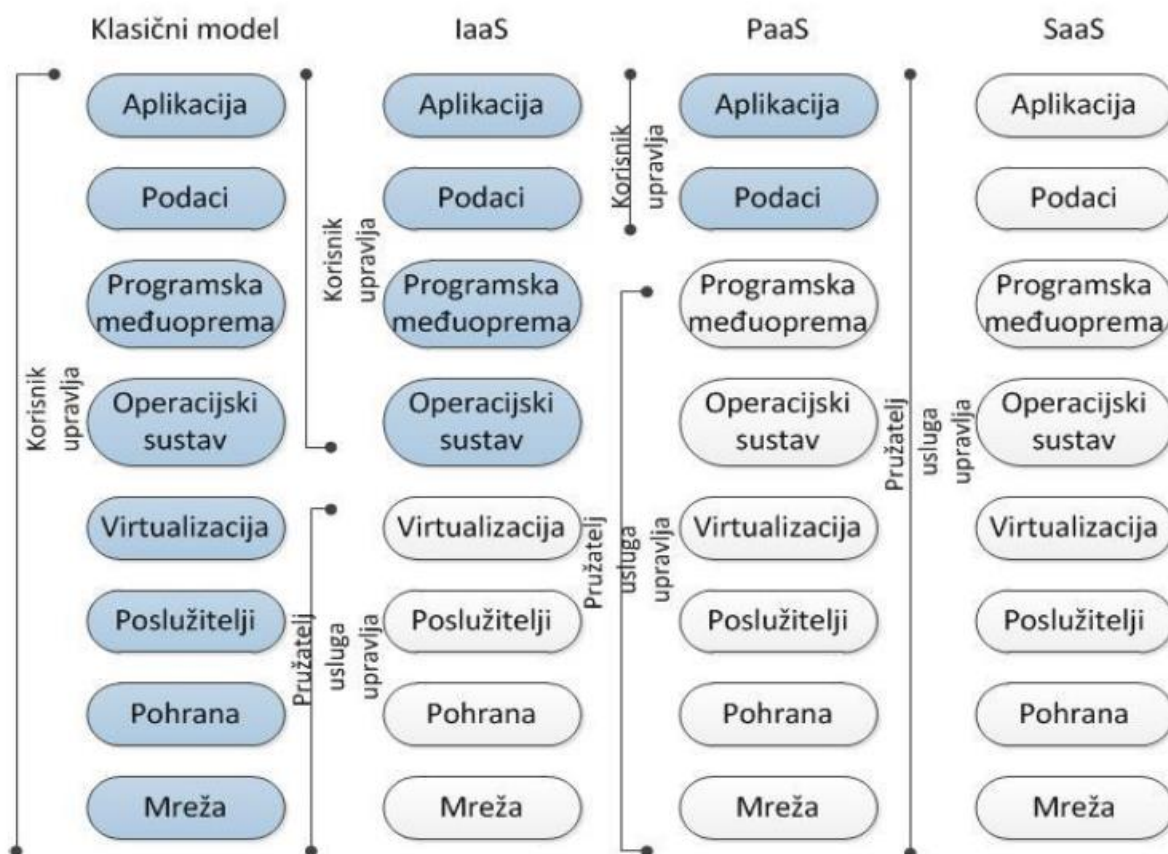 Klasični model
IaaS
PaaS
SaaS
Korisnik
upravlja
Aplikacija
Podaci
Programska
međuoprema
Operacijski
sustav
Virtualizacija
Poslužitelji
Pohrana
Mreža
Korisnik
upravlja
Pružatelj
usluga
upravlja
Aplikacija
Podaci
Programska
međuoprema
Operacijski
sustav
Virtualizacija
Poslužitelji
Pohrana
Mreža
Korisnik
upravlja
Pružatelj
usluga
upravlja
Aplikacija
Podaci
Programska
međuoprema
Operacijski
sustav
Virtualizacija
Poslužitelji
Pohrana
Mreža
Pružatelj
usluga
upravlja
Aplikacija
Podaci
Programska
međuoprema
Operacijski
sustav
Virtualizacija
Poslužitelji
Pohrana
Mreža